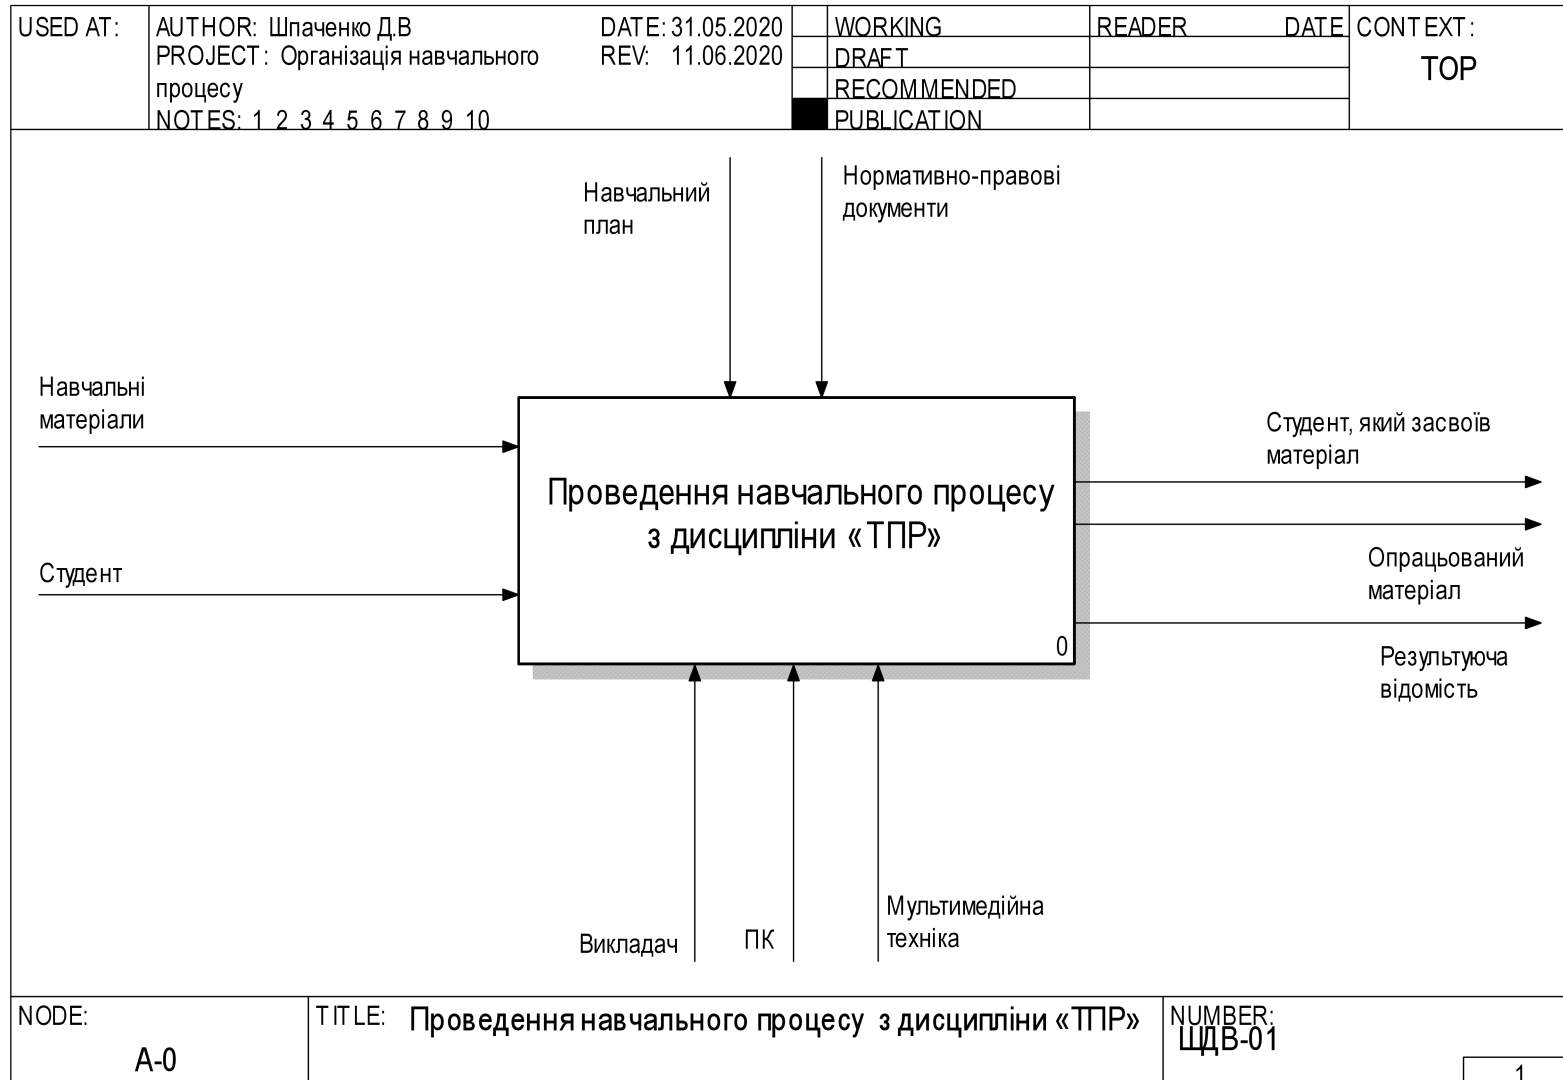 USED AT:
AUTHOR: Шпаченко Д.В
DATE: 31.05.2020
PROJECT: Організація навчального
процесу
REV: 11.06.2020
NOTES: 1 2 3 4 5 6 7 8 9 10
WORKING
DRAFT
RECOMMENDED
PUBLICATION
READER
DATE
CONTEXT:
TOP
Навчальний
план
Нормативно-правові
документи
Навчальні
матеріали
Студент
Проведення навчального процесу
з дисципліни «ТПР»
0
Студент, який засвоїв
матеріал
Опрацьований
матеріал
Результуюча
відомість
Викладач
ПК
Мультимедійна
техніка
NODE:
A-0
TITLE: Проведення навчального процесу з дисципліни «ТПР»
NUMBER:
ШДВ-01
1